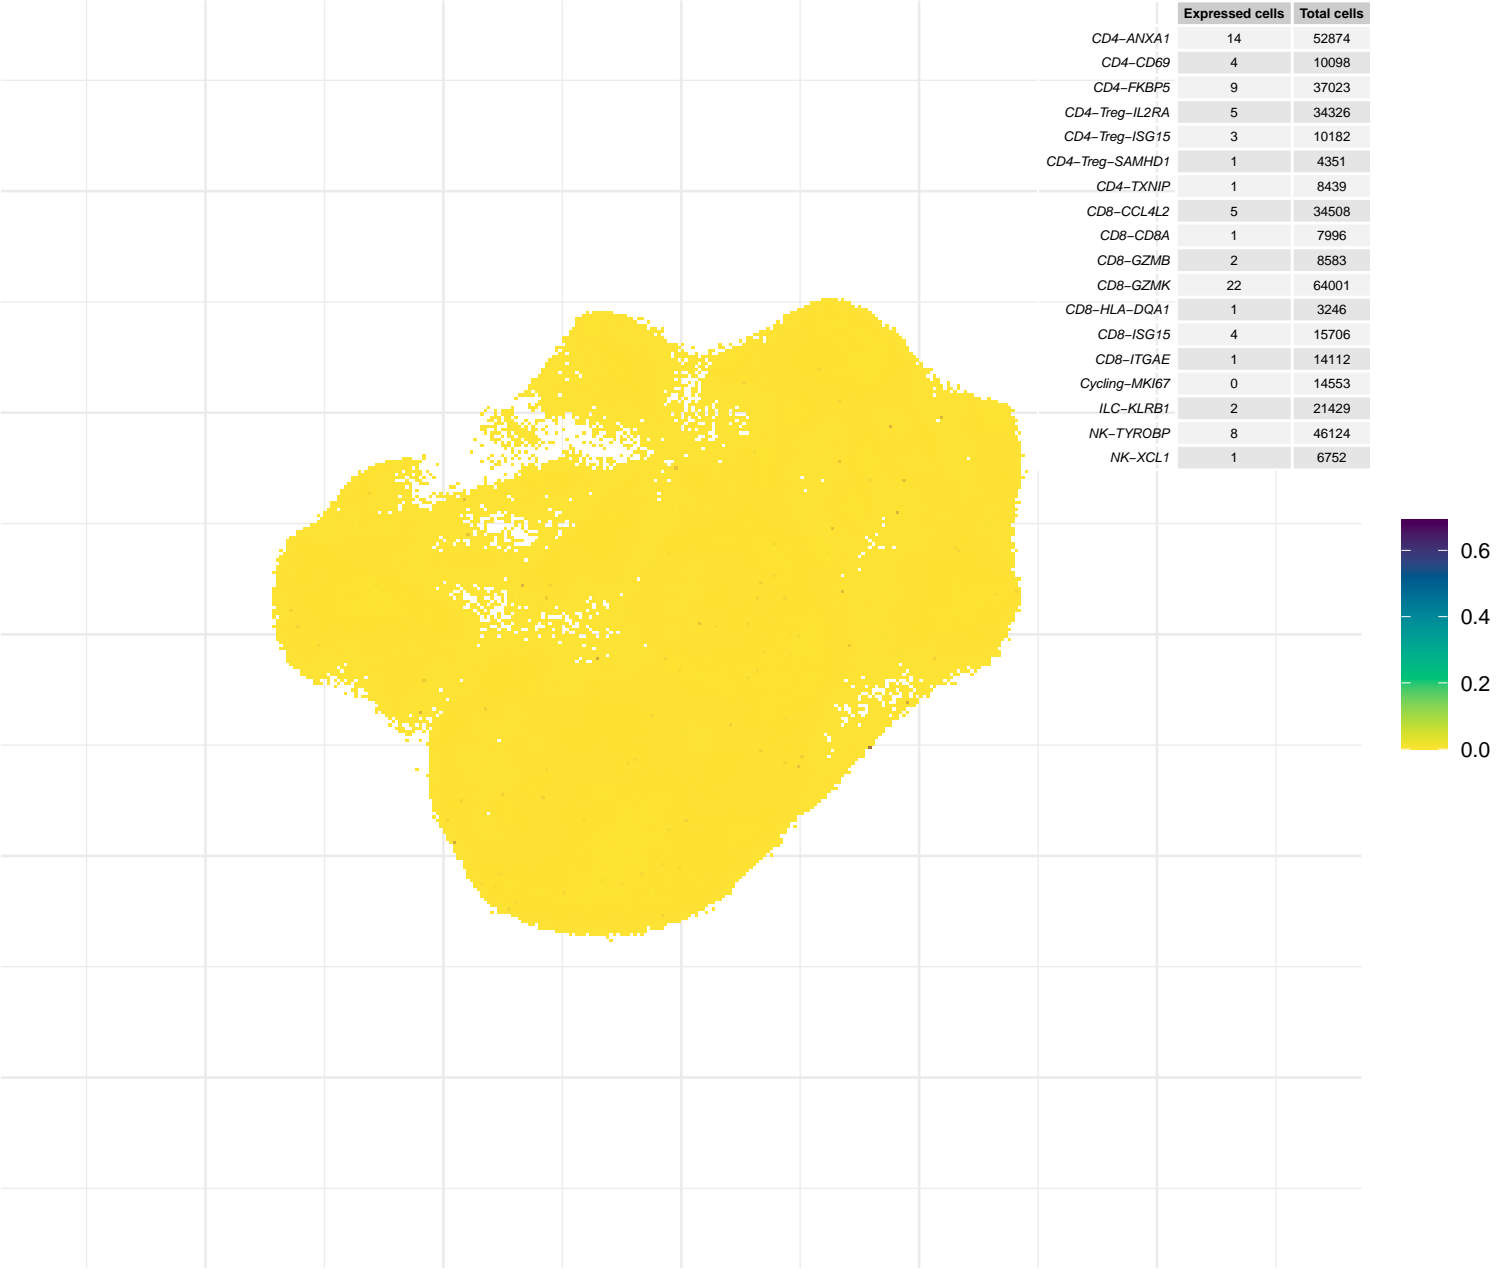 Expressed cells Total cells
CD4−ANXA1 14 52874
CD4−CD69 4 10098
CD4−FKBP5 9 37023
CD4−Treg−IL2RA 5 34326
CD4−Treg−ISG15 3 10182
CD4−Treg−SAMHD1 1 4351
CD4−TXNIP 1 8439
CD8−CCL4L2 5 34508
CD8−CD8A 1 7996
CD8−GZMB 2 8583
CD8−GZMK 22 64001
CD8−HLA−DQA1 1 3246
CD8−ISG15 4 15706
CD8−ITGAE 1 14112
Cycling−MKI67 0 14553
ILC−KLRB1 2 21429
NK−TYROBP 8 46124
NK−XCL1 1 6752
0.6
0.4
0.2
0.0